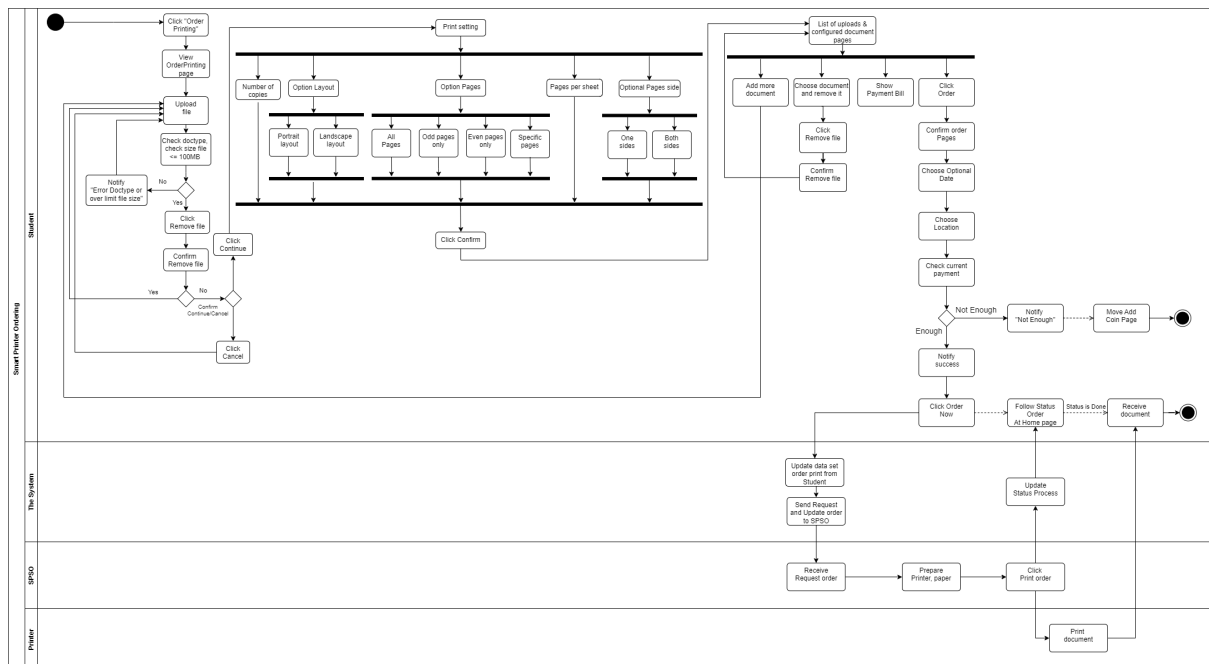 Smart Printer Ordering
Student
The System
SPSO
Printer
Click "Order
Printing"
View
OrderPrinting
page
Upload
file
Check doctype,
check size file
<= 100MB
No
Notify
"Error Doctype or
over limit file size"
Yes
Click
Remove file
Confirm
Remove file
Yes
No
Confirm
Continue/Cancel
Click
Continue
Click
Cancel
Print setting
Number of
copies
Option Layout
Option Pages
Pages per sheet
Optional Pages side
Portrait
layout
Landscape
layout
All
Pages
Odd pages
only
Even pages
only
Specific
pages
One
sides
Both
sides
Click Confirm
List of uploads &
configured document
pages
Add more
document
Choose document
and remove it
Show
Payment Bill
Click
Order
Click
Remove file
Confirm
Remove file
Confirm order
Pages
Choose Optional
Date
Choose
Location
Check current
payment
Not Enough
Enough
Notify
"Not Enough"
Move Add
Coin Page
Notify
success
Click Order
Now
Follow Status
Order
At Home page
Status is Done
Receive
document
Update data set
order print from
Student
Send Request
and Update order
to SPSO
Update
Status Process
Receive
Request order
Prepare
Printer, paper
Click
Print order
Print
document